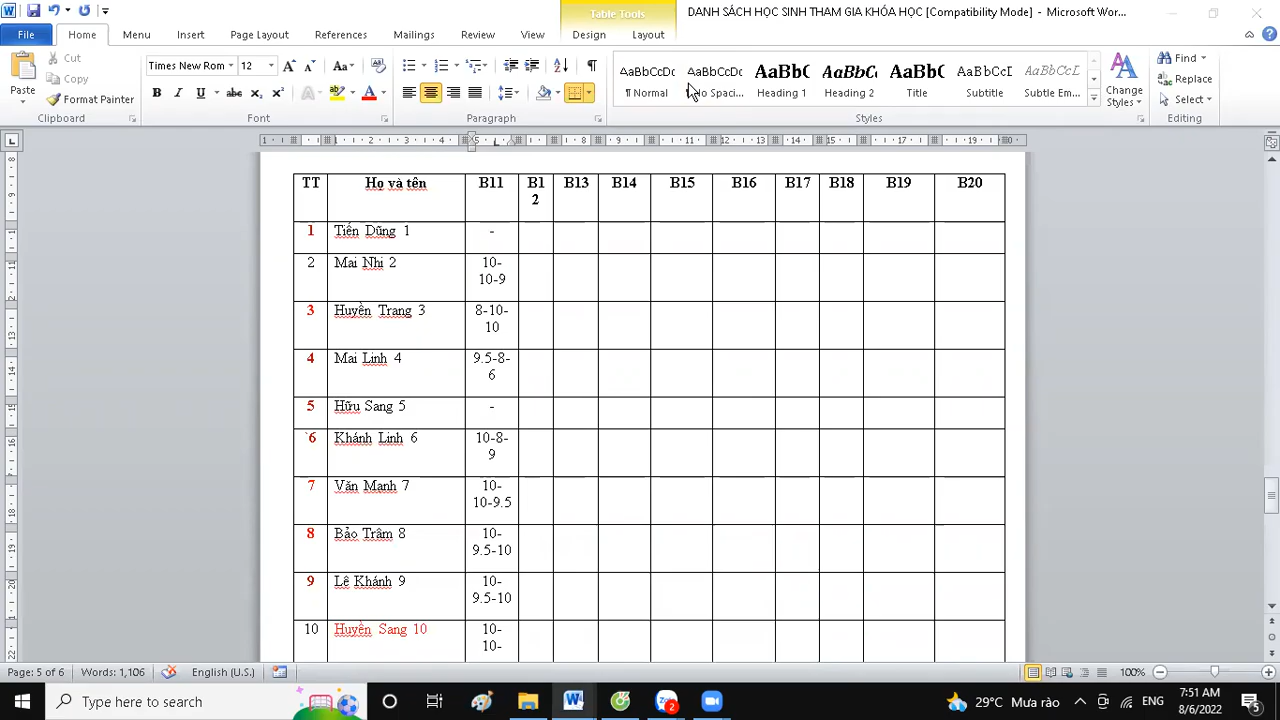 Table Tools
DANH SÁCH HỌC SINH THAM GIA KHÓA HỌC [Compatibility Mode] - Microsoft Wor...
File Home Menu Insert Page Layout References Mailings Review View Design Layout
Paste
Cut
Copy
Format Painter
Clipboard
Times New Rom 12
B I U abc X₂ X²
Font
Paragraph
AaBbCcDc AaBbCcDc AaBbC AaBbCc AaBbC AaBbCcI AaBbCcL
¶ Normal No Spaci... Heading 1 Heading 2 Title Subtitle Subtle Em...
Change
Styles
Styles
Find
Replace
Select
Editing
TT Họ và tên B11 B1 B13 B14 B15 B16 B17 B18 B19 B20
2
1 Tiến Dũng 1 -
2 Mai Nhi 2 10-
10-9
3 Huyền Trang 3 8-10-
10
4 Mai Linh 4 9.5-8-
6
5 Hữu Sang 5 -
`6 Khánh Linh 6 10-8-
9
7 Văn Mạnh 7 10-
10-9.5
8 Bảo Trâm 8 10-
9.5-10
9 Lê Khánh 9 10-
9.5-10
10 Huyền Sang 10 10-
10-
Page: 5 of 6 Words: 1,106 English (U.S.) 100%
Type here to search
29°C Mưa rào ENG
7:51 AM
8/6/2022
2
5